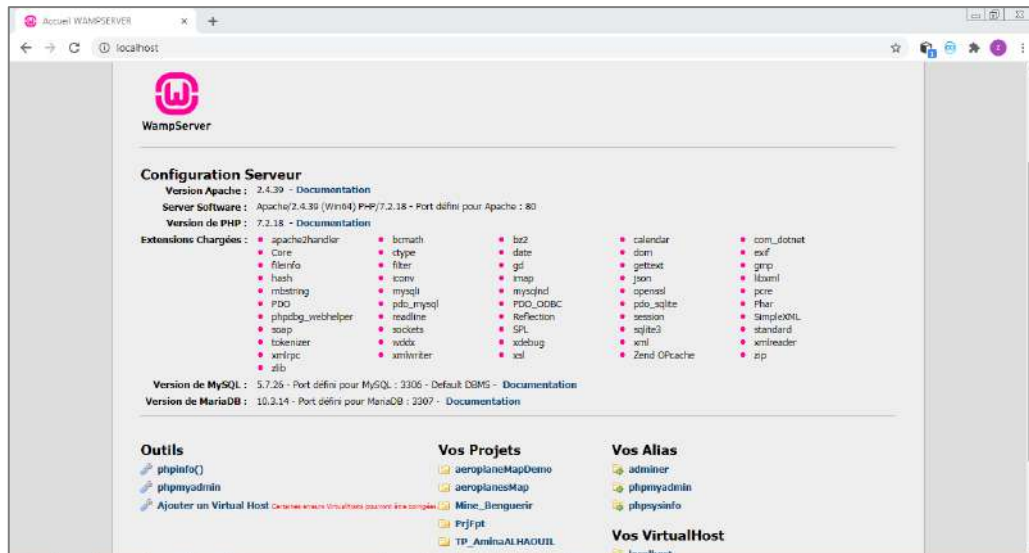 Accueil WAMPSERVER
localhost
WampServer
Configuration Serveur
Version Apache : 2.4.39 - Documentation
Server Software : Apache/2.4.39 (Win64) PHP/7.2.18 - Port défini pour Apache : 80
Version de PHP : 7.2.18 - Documentation
Extensions Chargées : apache2handler bcmath bz2 calendar com_dotnet
Core ctype date dom exif
fileinfo filter gd gettext gmp
hash iconv imap json libxml
mbstring mysqli mysqlnd openssl pcre
PDO pdo_mysql PDO_ODBC pdo_sqlite Phar
phpdbg_webhelper readline Reflection session SimpleXML
soap sockets SPL sqlite3 standard
tokenizer wddx xdebug xml xmlreader
xmlrpc xmlwriter xsl Zend OPcache zip
zlib
Version de MySQL : 5.7.26 - Port défini pour MySQL : 3306 - Default DBMS - Documentation
Version de MariaDB : 10.3.14 - Port défini pour MariaDB : 3307 - Documentation
Outils
phpinfo()
phpmyadmin
Ajouter un Virtual Host Certaines erreurs VirtualHosts pourront être corrigées
Vos Projets
aeroplaneMapDemo
aeroplanesMap
Mine_Benguerir
PrjFpt
TP_AminaALHAOUIL
Vos Alias
adminer
phpmyadmin
phpsysinfo
Vos VirtualHost
localhost